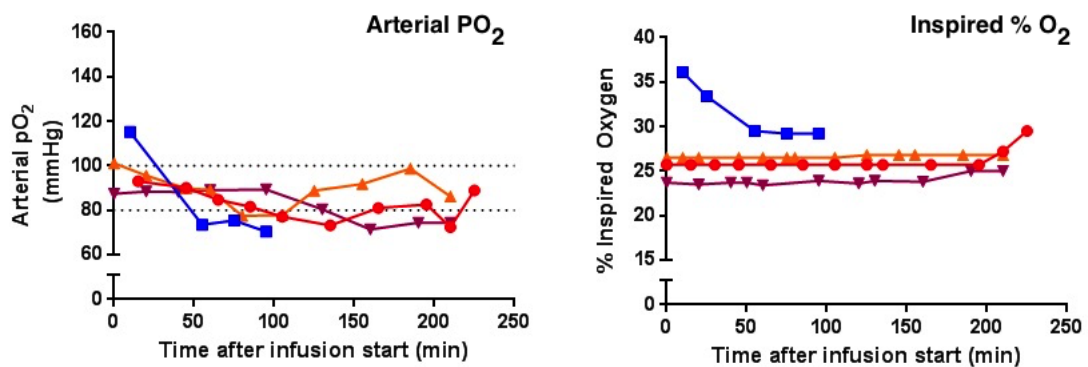 Arterial PO2
Arterial pO2
(mmHg)
160
140
120
100
80
60
0
0 50 100 150 200 250
Time after infusion start (min)
Inspired % O2
% Inspired Oxygen
40
35
30
25
20
15
0
0 50 100 150 200 250
Time after infusion start (min)